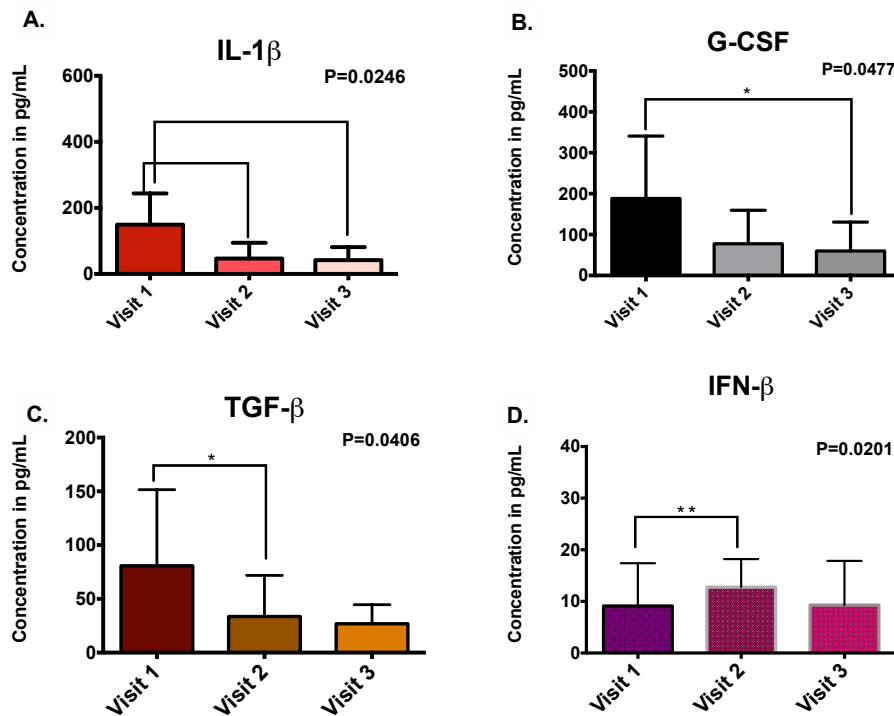 A.
IL-1β
P=0.0246
Concentration in pg/mL
600
400
200
0
Visit 1
Visit 2
Visit 3
B.
G-CSF
P=0.0477
Concentration in pg/mL
500
400
300
200
100
0
*
Visit 1
Visit 2
Visit 3
C.
TGF-β
P=0.0406
Concentration in pg/mL
200
150
100
50
0
*
Visit 1
Visit 2
Visit 3
D.
IFN-β
P=0.0201
Concentration in pg/mL
40
30
20
10
0
**
Visit 1
Visit 2
Visit 3